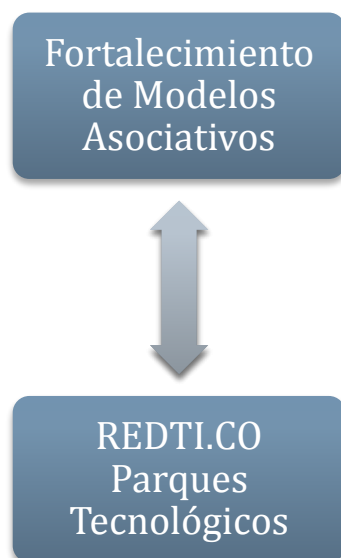 Fortalecimiento
de Modelos
Asociativos
REDTI.CO
Parques
Tecnológicos